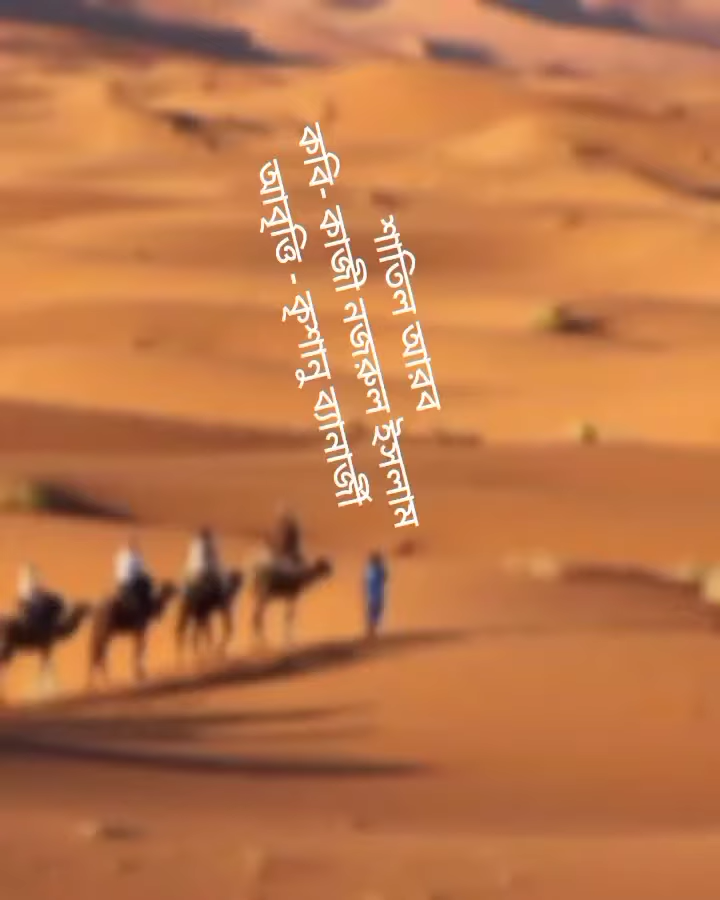 শাতিল আরব
কবি- কাজী নজরুল ইসলাম
আবৃত্তি - কৃশানু ব্যানার্জী